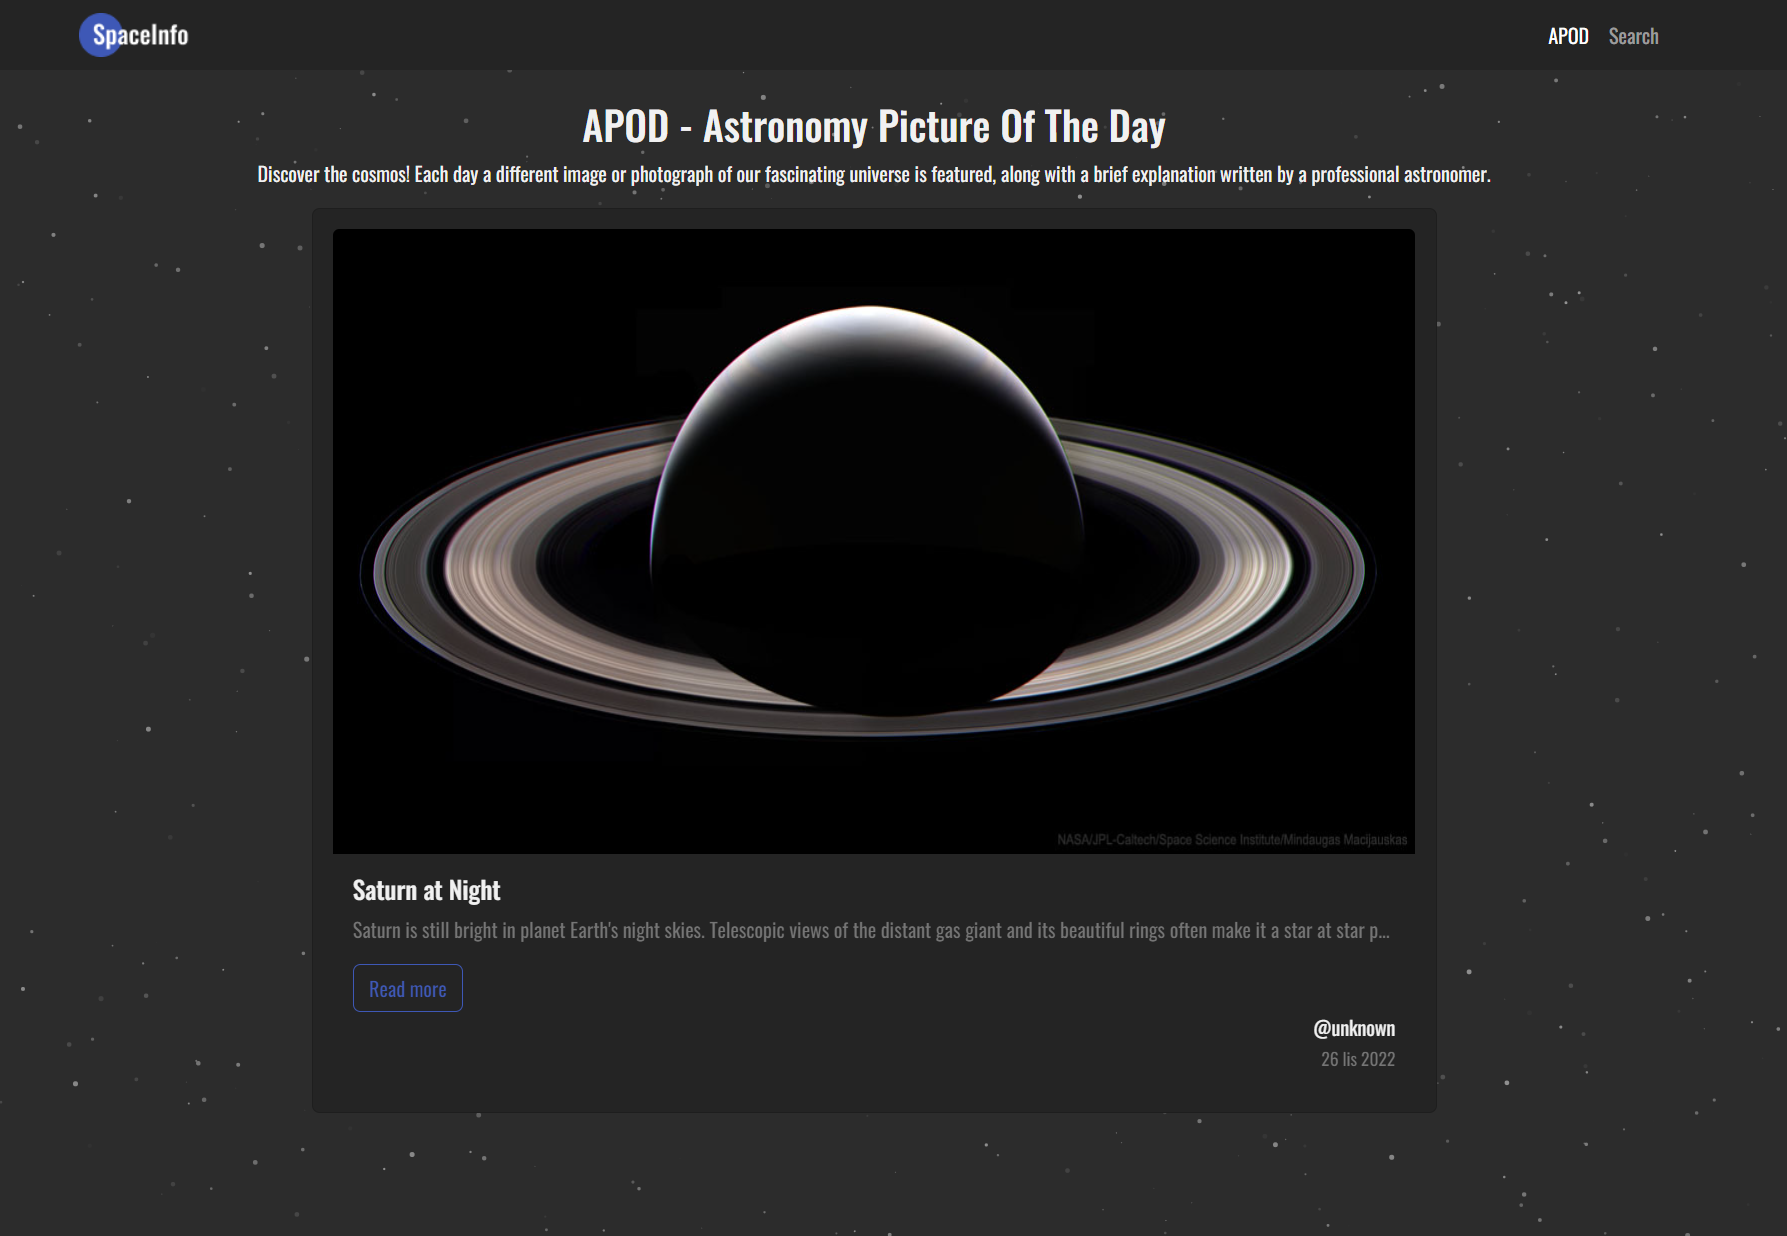 SpaceInfo
APOD Search
APOD - Astronomy Picture Of The Day
Discover the cosmos! Each day a different image or photograph of our fascinating universe is featured, along with a brief explanation written by a professional astronomer.
NASA/JPL-Caltech/Space Science Institute/Mindaugas Macijauskas
Saturn at Night
Saturn is still bright in planet Earth's night skies. Telescopic views of the distant gas giant and its beautiful rings often make it a star at star p...
Read more
@unknown
26 lis 2022